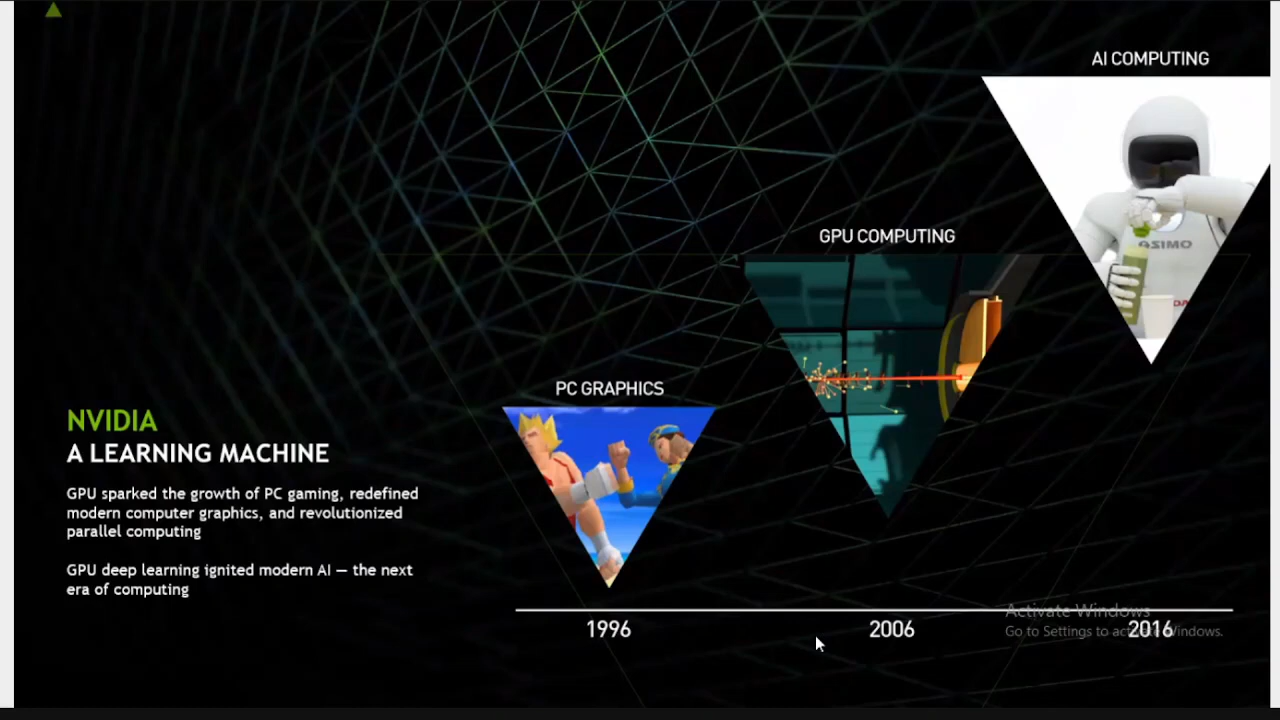 AI COMPUTING
GPU COMPUTING
ASIMO
PC GRAPHICS
NVIDIA
A LEARNING MACHINE
GPU sparked the growth of PC gaming, redefined
modern computer graphics, and revolutionized
parallel computing
GPU deep learning ignited modern AI — the next
era of computing
1996
2006
2016
Activate Windows
Go to Settings to activate Windows.